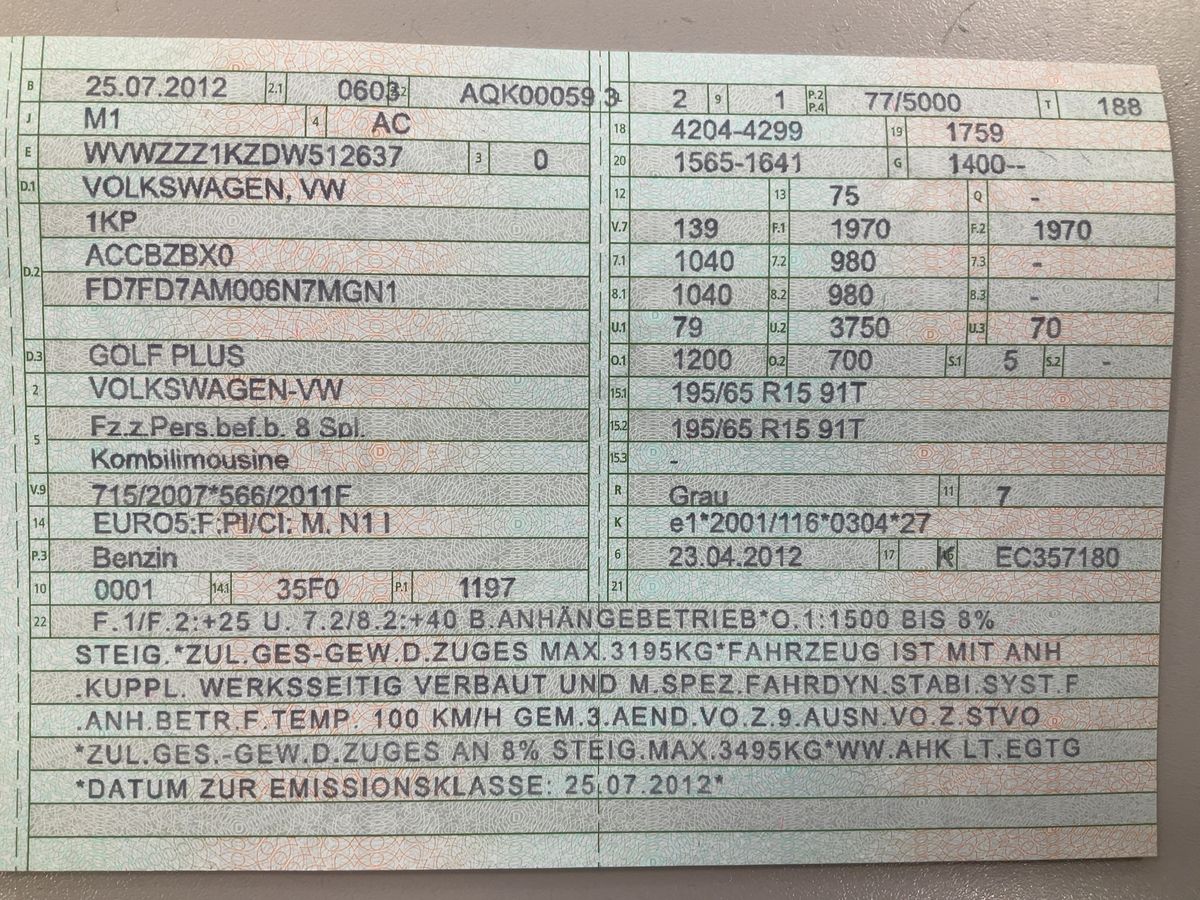 B 25.07.2012 2.1 0603 2.2 AQK00059 3 L 2 9 1 P.2 P.4 77/5000 T 188
J M1 4 AC 18 4204-4299 19 1759
E WVWZZZ1KZDW512637 3 0 20 1565-1641 G 1400--
D.1 VOLKSWAGEN, VW 12 13 75 Q -
1KP V.7 139 F.1 1970 F.2 1970
D.2 ACCBZBX0 7.1 1040 7.2 980 7.3 -
FD7FD7AM006N7MGN1 8.1 1040 8.2 980 8.3 -
U.1 79 U.2 3750 U.3 70
D.3 GOLF PLUS O.1 1200 O.2 700 S.1 5 S.2 -
2 VOLKSWAGEN-VW 15.1 195/65 R15 91T
5 Fz.z.Pers.bef.b. 8 Spl. 15.2 195/65 R15 91T
Kombilimousine 15.3 -
V.9 715/2007*566/2011F R Grau 11 7
14 EURO5;F;PI/CI; M, N1 I K e1*2001/116*0304*27
P.3 Benzin 6 23.04.2012 17 K 16 EC357180
10 0001 14.1 35F0 P.1 1197 21
22 F.1/F.2:+25 U. 7.2/8.2:+40 B.ANHÄNGEBETRIEB*O.1:1500 BIS 8%
STEIG.*ZUL.GES-GEW.D.ZUGES MAX.3195KG*FAHRZEUG IST MIT ANH
.KUPPL. WERKSSEITIG VERBAUT UND M.SPEZ.FAHRDYN.STABI.SYST.F
.ANH.BETR.F.TEMP. 100 KM/H GEM.3.AEND.VO.Z.9.AUSN.VO.Z.STVO
*ZUL.GES.-GEW.D.ZUGES AN 8% STEIG.MAX.3495KG*WW.AHK LT.EGTG
*DATUM ZUR EMISSIONSKLASSE: 25.07.2012*